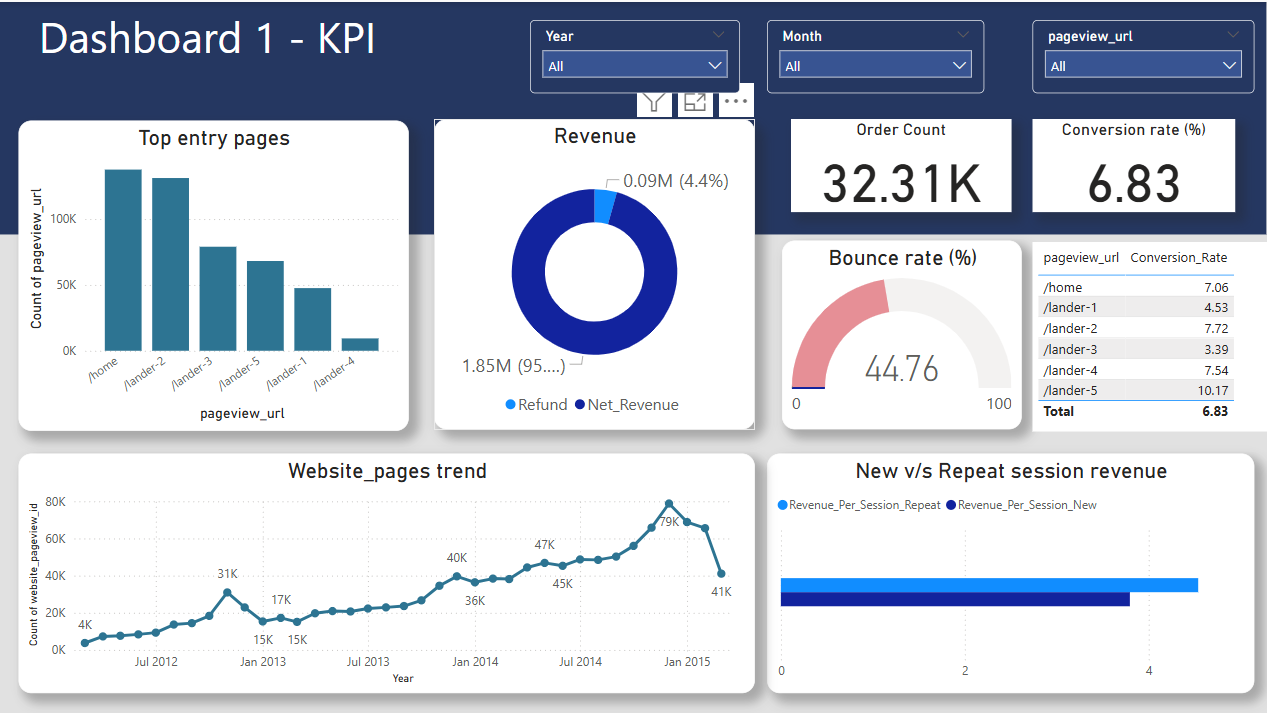 Dashboard 1 - KPI
Year
All
Month
All
pageview_url
All
Top entry pages
Count of pageview_url
100K
50K
0K
/home
/lander-2
/lander-3
/lander-5
/lander-1
/lander-4
pageview_url
Revenue
0.09M (4.4%)
1.85M (95....)
Refund Net_Revenue
Order Count
32.31K
Conversion rate (%)
6.83
Bounce rate (%)
44.76
0 100
pageview_url Conversion_Rate
/home 7.06
/lander-1 4.53
/lander-2 7.72
/lander-3 3.39
/lander-4 7.54
/lander-5 10.17
Total 6.83
Website_pages trend
Count of website_pageview_id
80K
60K
40K
20K
0K
4K
31K
15K
17K
15K
40K
36K
47K
45K
79K
41K
Jul 2012 Jan 2013 Jul 2013 Jan 2014 Jul 2014 Jan 2015
Year
New v/s Repeat session revenue
Revenue_Per_Session_Repeat Revenue_Per_Session_New
0 2 4